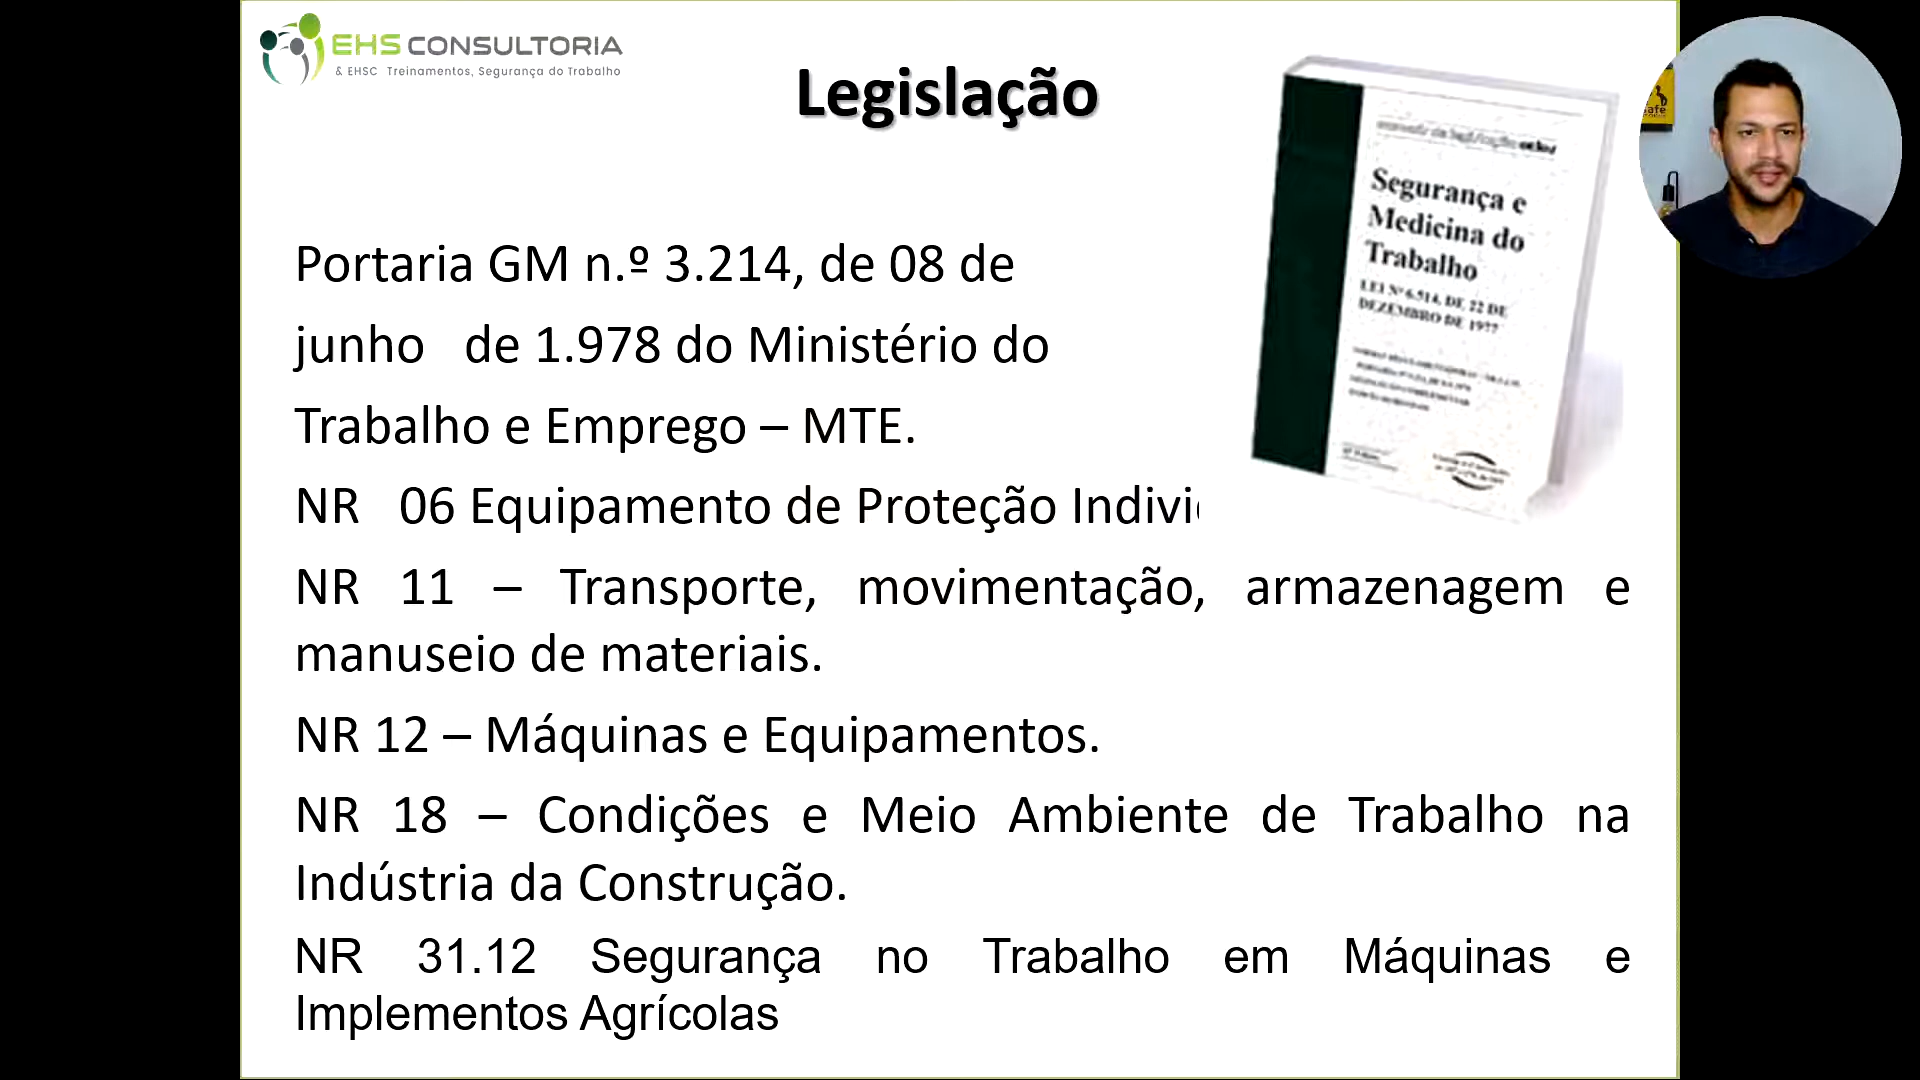 EHS CONSULTORIA
& EHSC Treinamentos, Segurança do Trabalho
Legislação
Segurança e
Medicina do
Trabalho
LEI Nº 6.514, DE 22 DE
DEZEMBRO DE 1977
Portaria GM n.º 3.214, de 08 de
junho de 1.978 do Ministério do
Trabalho e Emprego – MTE.
NR 06 Equipamento de Proteção
NR 11 – Transporte, movimentação, armazenagem e
manuseio de materiais.
NR 12 – Máquinas e Equipamentos.
NR 18 – Condições e Meio Ambiente de Trabalho na
Indústria da Construção.
NR 31.12 Segurança no Trabalho em Máquinas e
Implementos Agrícolas